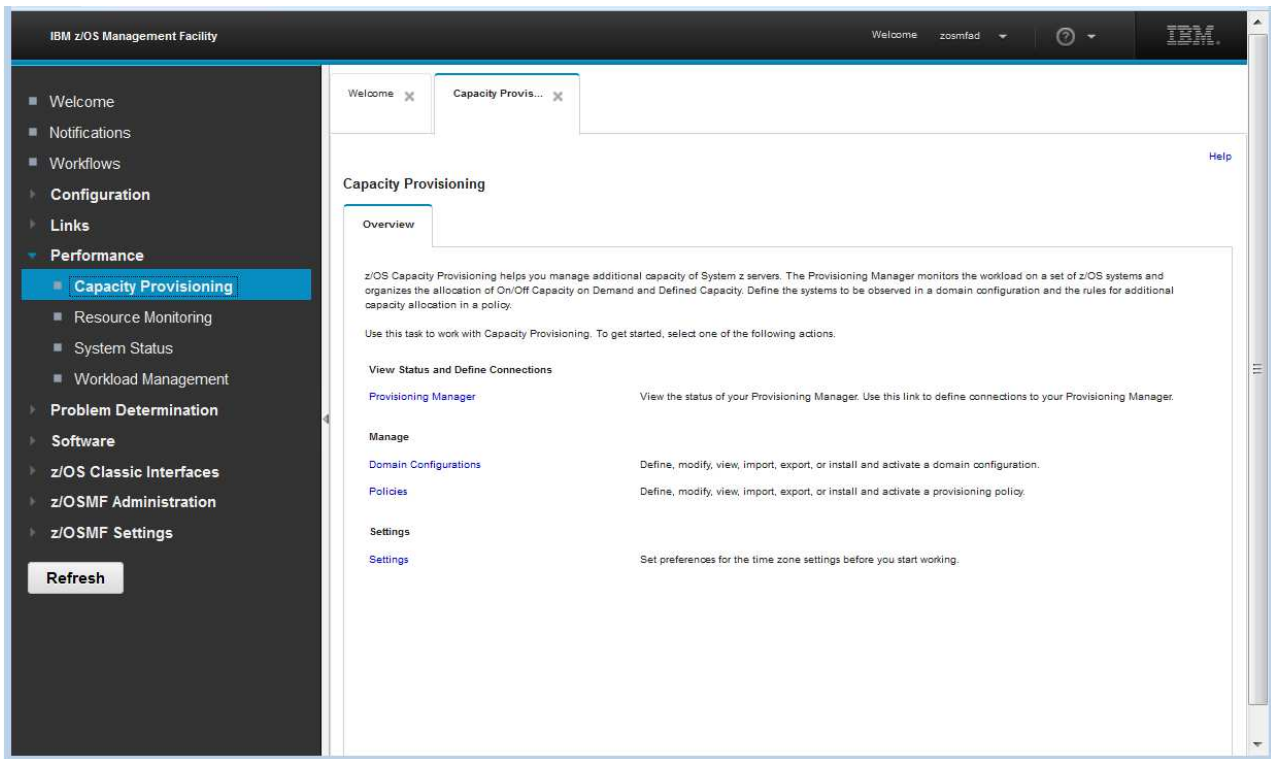 IBM z/OS Management Facility
Welcome zosmfad
IBM.
Welcome
Notifications
Workflows
Configuration
Links
Performance
Capacity Provisioning
Resource Monitoring
System Status
Workload Management
Problem Determination
Software
z/OS Classic Interfaces
z/OSMF Administration
z/OSMF Settings
Refresh
Welcome
Capacity Provis...
Help
Capacity Provisioning
Overview
z/OS Capacity Provisioning helps you manage additional capacity of System z servers. The Provisioning Manager monitors the workload on a set of z/OS systems and
organizes the allocation of On/Off Capacity on Demand and Defined Capacity. Define the systems to be observed in a domain configuration and the rules for additional
capacity allocation in a policy.
Use this task to work with Capacity Provisioning. To get started, select one of the following actions.
View Status and Define Connections
Provisioning Manager View the status of your Provisioning Manager. Use this link to define connections to your Provisioning Manager.
Manage
Domain Configurations Define, modify, view, import, export, or install and activate a domain configuration.
Policies Define, modify, view, import, export, or install and activate a provisioning policy.
Settings
Settings Set preferences for the time zone settings before you start working.